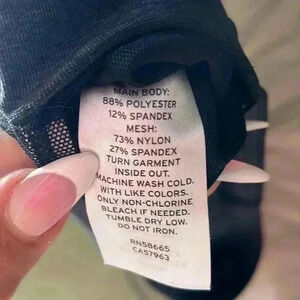 MAIN BODY:
88% POLYESTER
12% SPANDEX
MESH:
73% NYLON
27% SPANDEX
TURN GARMENT
INSIDE OUT.
MACHINE WASH COLD.
WITH LIKE COLORS.
ONLY NON-CHLORINE
BLEACH IF NEEDED.
TUMBLE DRY LOW.
DO NOT IRON.
RN58665
CA57963